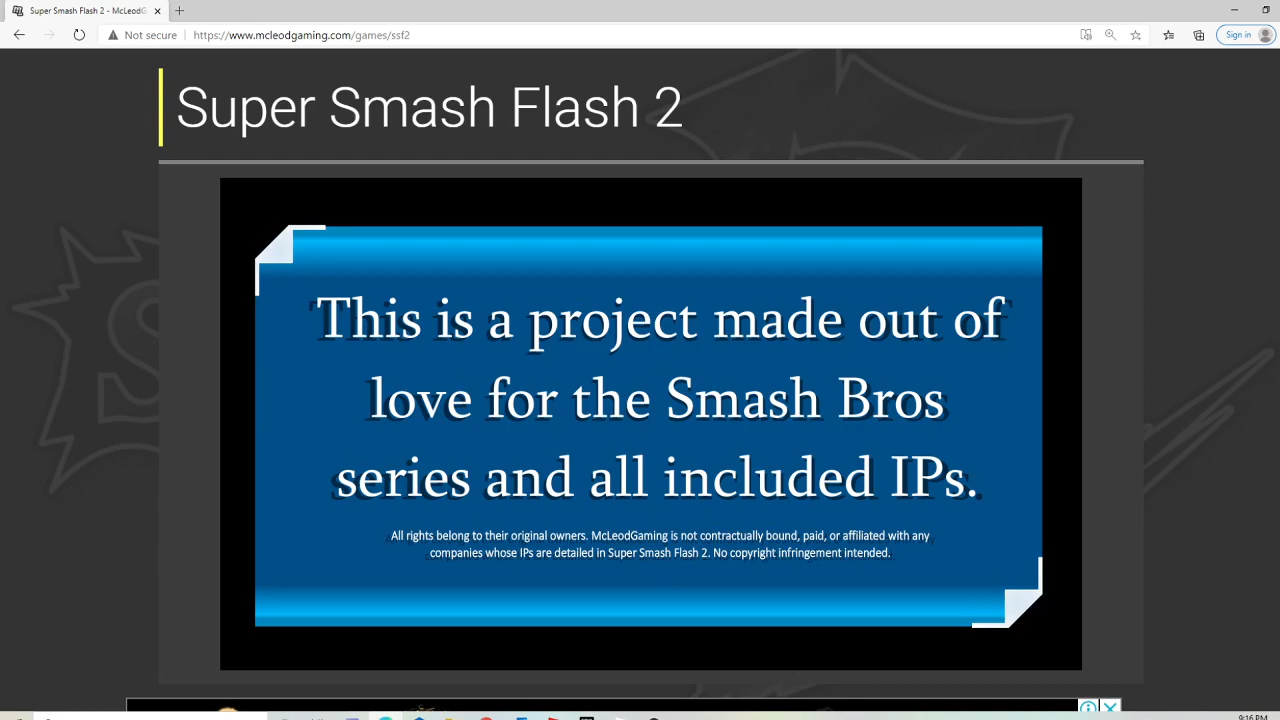 Super Smash Flash 2 - McLeodG
Not secure
https://www.mcleodgaming.com/games/ssf2
Sign in
Super Smash Flash 2
This is a project made out of
love for the Smash Bros
series and all included IPs.
All rights belong to their original owners. McLeodGaming is not contractually bound, paid, or affiliated with any
companies whose IPs are detailed in Super Smash Flash 2. No copyright infringement intended.
9:16 PM